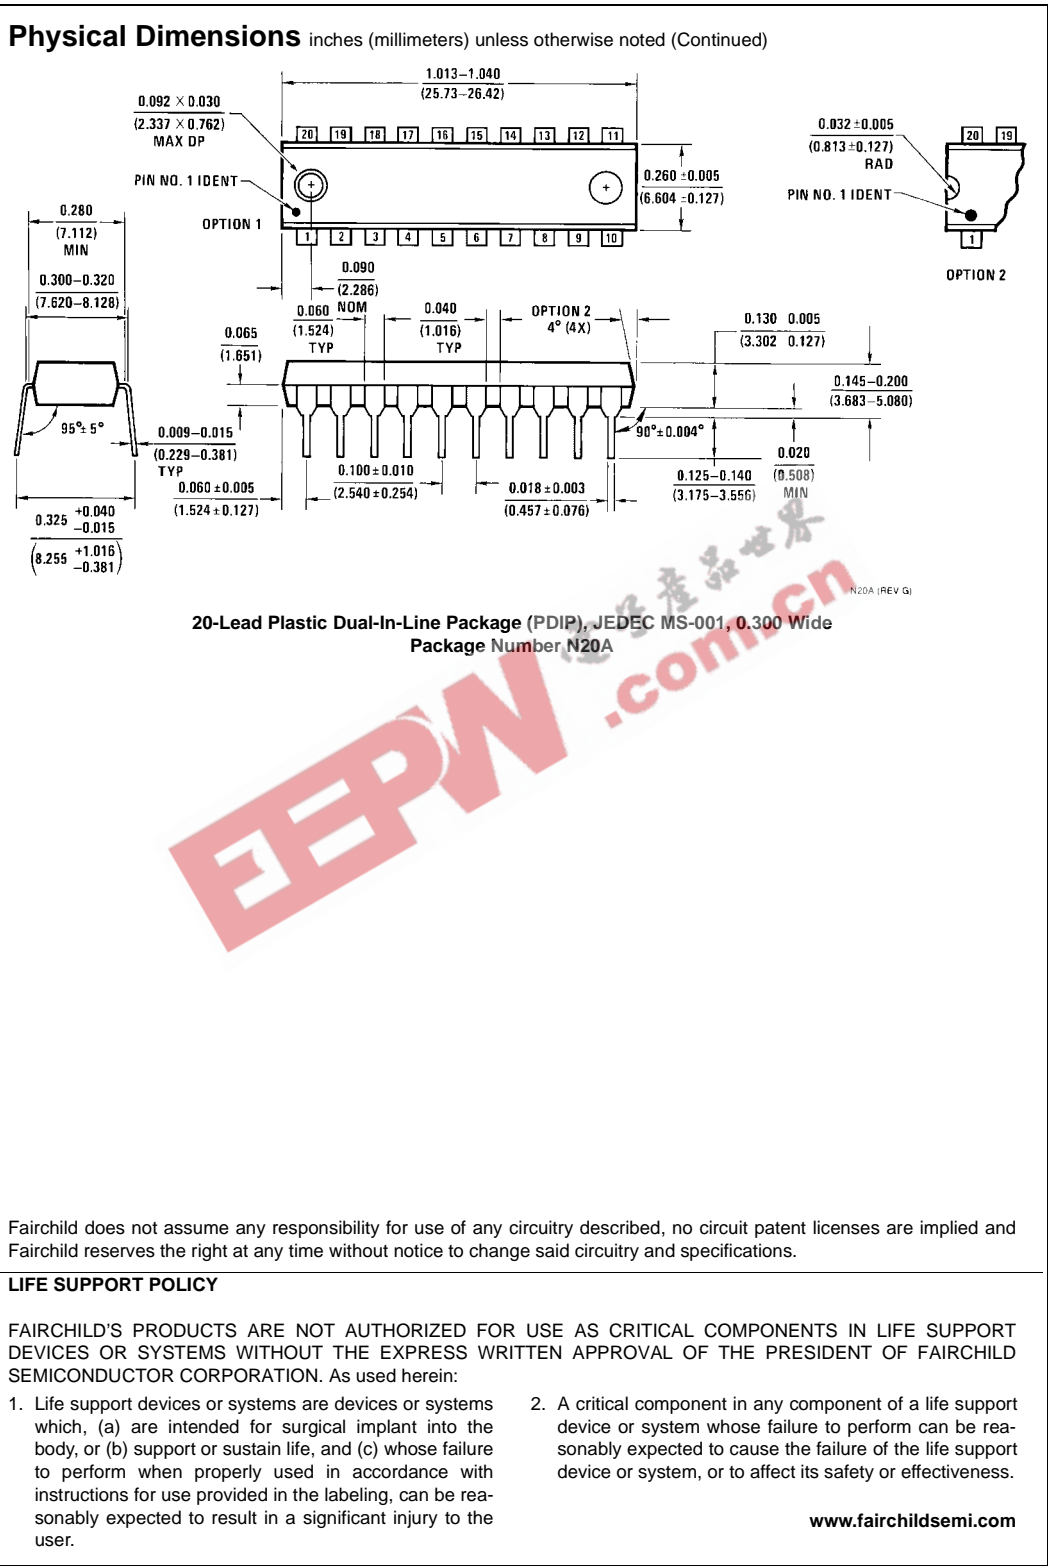 Physical Dimensions inches (millimeters) unless otherwise noted (Continued)
1.013–1.040
(25.73–26.42)
0.092 × 0.030
(2.337 × 0.762)
MAX DP
20 19 18 17 16 15 14 13 12 11
0.032 ±0.005
(0.813 ±0.127)
RAD
20 19
PIN NO. 1 IDENT
0.260 ±0.005
(6.604 ±0.127)
PIN NO. 1 IDENT
OPTION 1
1 2 3 4 5 6 7 8 9 10
1
OPTION 2
0.280
(7.112)
MIN
0.300–0.320
(7.620–8.128)
0.090
(2.286)
NOM
0.060
(1.524)
TYP
0.040
(1.016)
TYP
OPTION 2
4° (4X)
0.130 0.005
(3.302 0.127)
0.065
(1.651)
0.145–0.200
(3.683–5.080)
95°± 5°
90°±0.004°
0.009–0.015
(0.229–0.381)
TYP
0.100 ± 0.010
(2.540 ± 0.254)
0.020
(0.508)
MIN
0.125–0.140
(3.175–3.556)
0.060 ±0.005
(1.524 ± 0.127)
0.018 ±0.003
(0.457 ±0.076)
0.325 +0.040
–0.015
(8.255 +1.016
–0.381)
N20A (REV G)
20-Lead Plastic Dual-In-Line Package (PDIP), JEDEC MS-001, 0.300 Wide
Package Number N20A
EEPW.com.cn
电子産品世界
Fairchild does not assume any responsibility for use of any circuitry described, no circuit patent licenses are implied and
Fairchild reserves the right at any time without notice to change said circuitry and specifications.
LIFE SUPPORT POLICY
FAIRCHILD'S PRODUCTS ARE NOT AUTHORIZED FOR USE AS CRITICAL COMPONENTS IN LIFE SUPPORT
DEVICES OR SYSTEMS WITHOUT THE EXPRESS WRITTEN APPROVAL OF THE PRESIDENT OF FAIRCHILD
SEMICONDUCTOR CORPORATION. As used herein:
1. Life support devices or systems are devices or systems
which, (a) are intended for surgical implant into the
body, or (b) support or sustain life, and (c) whose failure
to perform when properly used in accordance with
instructions for use provided in the labeling, can be rea-
sonably expected to result in a significant injury to the
user.
2. A critical component in any component of a life support
device or system whose failure to perform can be rea-
sonably expected to cause the failure of the life support
device or system, or to affect its safety or effectiveness.
www.fairchildsemi.com